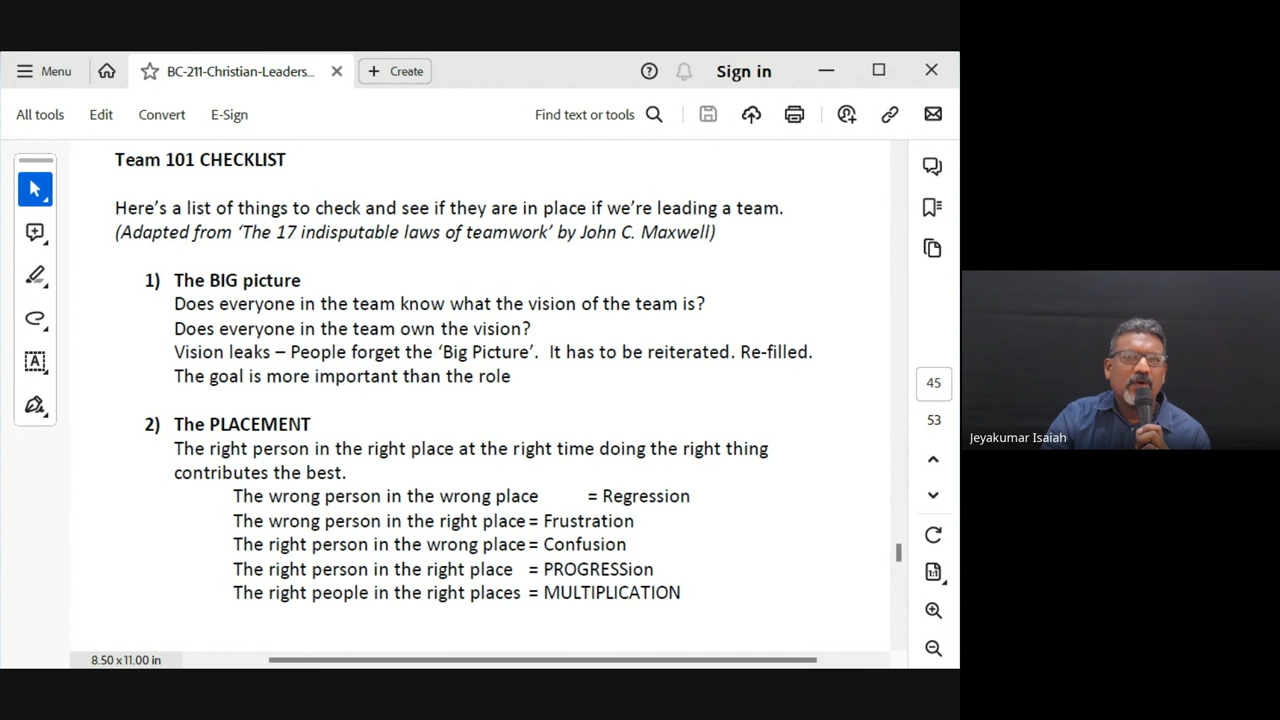 Menu
BC-211-Christian-Leaders...
Create
Sign in
All tools
Edit
Convert
E-Sign
Find text or tools
Team 101 CHECKLIST
Here's a list of things to check and see if they are in place if we're leading a team.
(Adapted from 'The 17 indisputable laws of teamwork' by John C. Maxwell)
1) The BIG picture
Does everyone in the team know what the vision of the team is?
Does everyone in the team own the vision?
Vision leaks – People forget the 'Big Picture'. It has to be reiterated. Re-filled.
The goal is more important than the role
2) The PLACEMENT
The right person in the right place at the right time doing the right thing
contributes the best.
The wrong person in the wrong place = Regression
The wrong person in the right place = Frustration
The right person in the wrong place = Confusion
The right person in the right place = PROGRESSion
The right people in the right places = MULTIPLICATION
45
53
1:1
8.50 x 11.00 in
Jeyakumar Isaiah